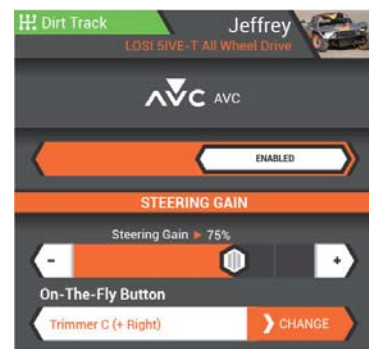 Dirt Track
Jeffrey
LOSI 5IVE-T All Wheel Drive
AVC AVC
ENABLED
STEERING GAIN
Steering Gain ▸ 75%
- +
On-The-Fly Button
Trimmer C (+ Right)
CHANGE